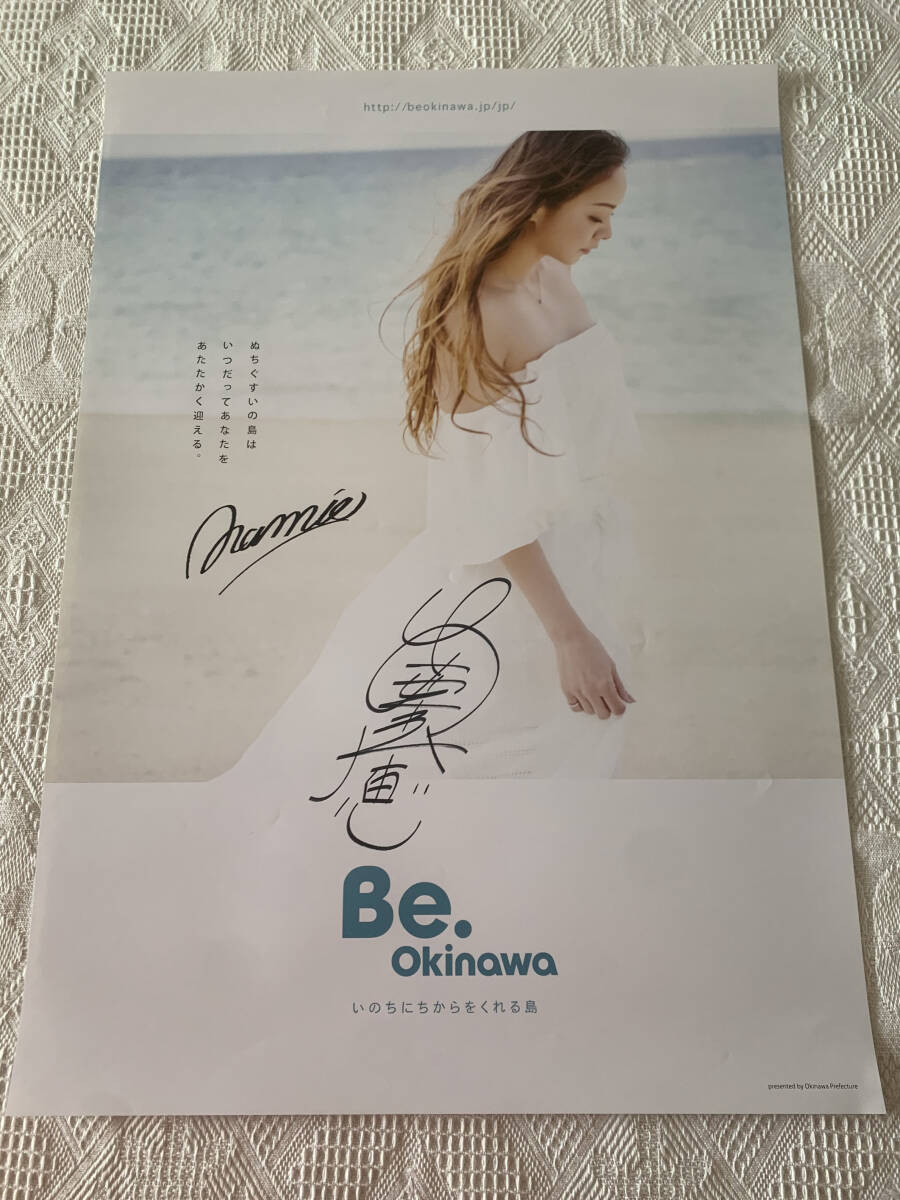 http://beokinawa.jp/jp/
ぬちぐすいの島は
いつだってあなたを
あたたかく迎える。
Namie
Be.
Okinawa
いのちにちからをくれる島
presented by Okinawa Prefecture